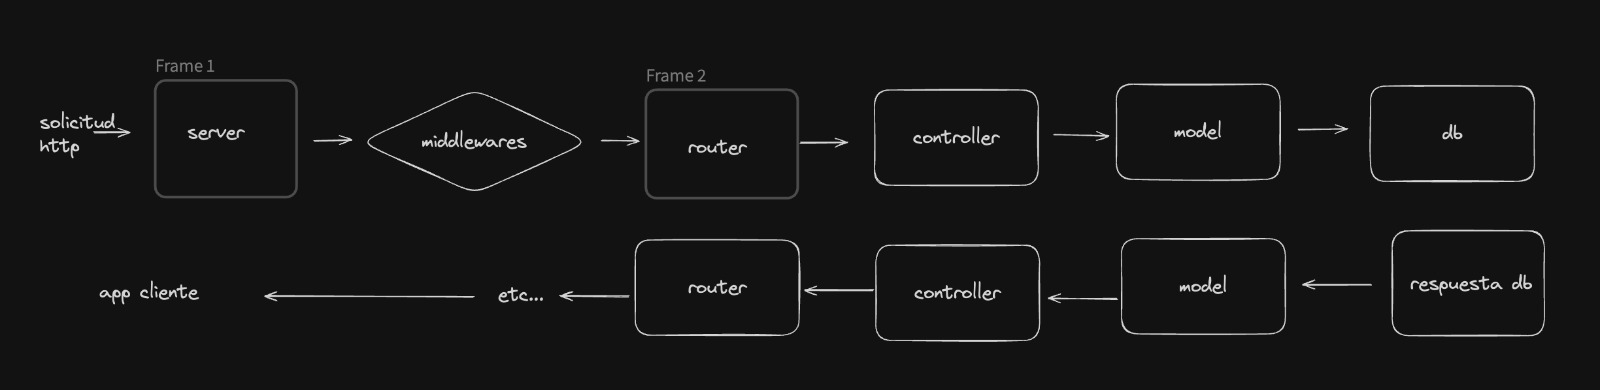 Frame 1
Frame 2
solicitud
http
server
middlewares
router
controller
model
db
app cliente
etc...
router
controller
model
respuesta db